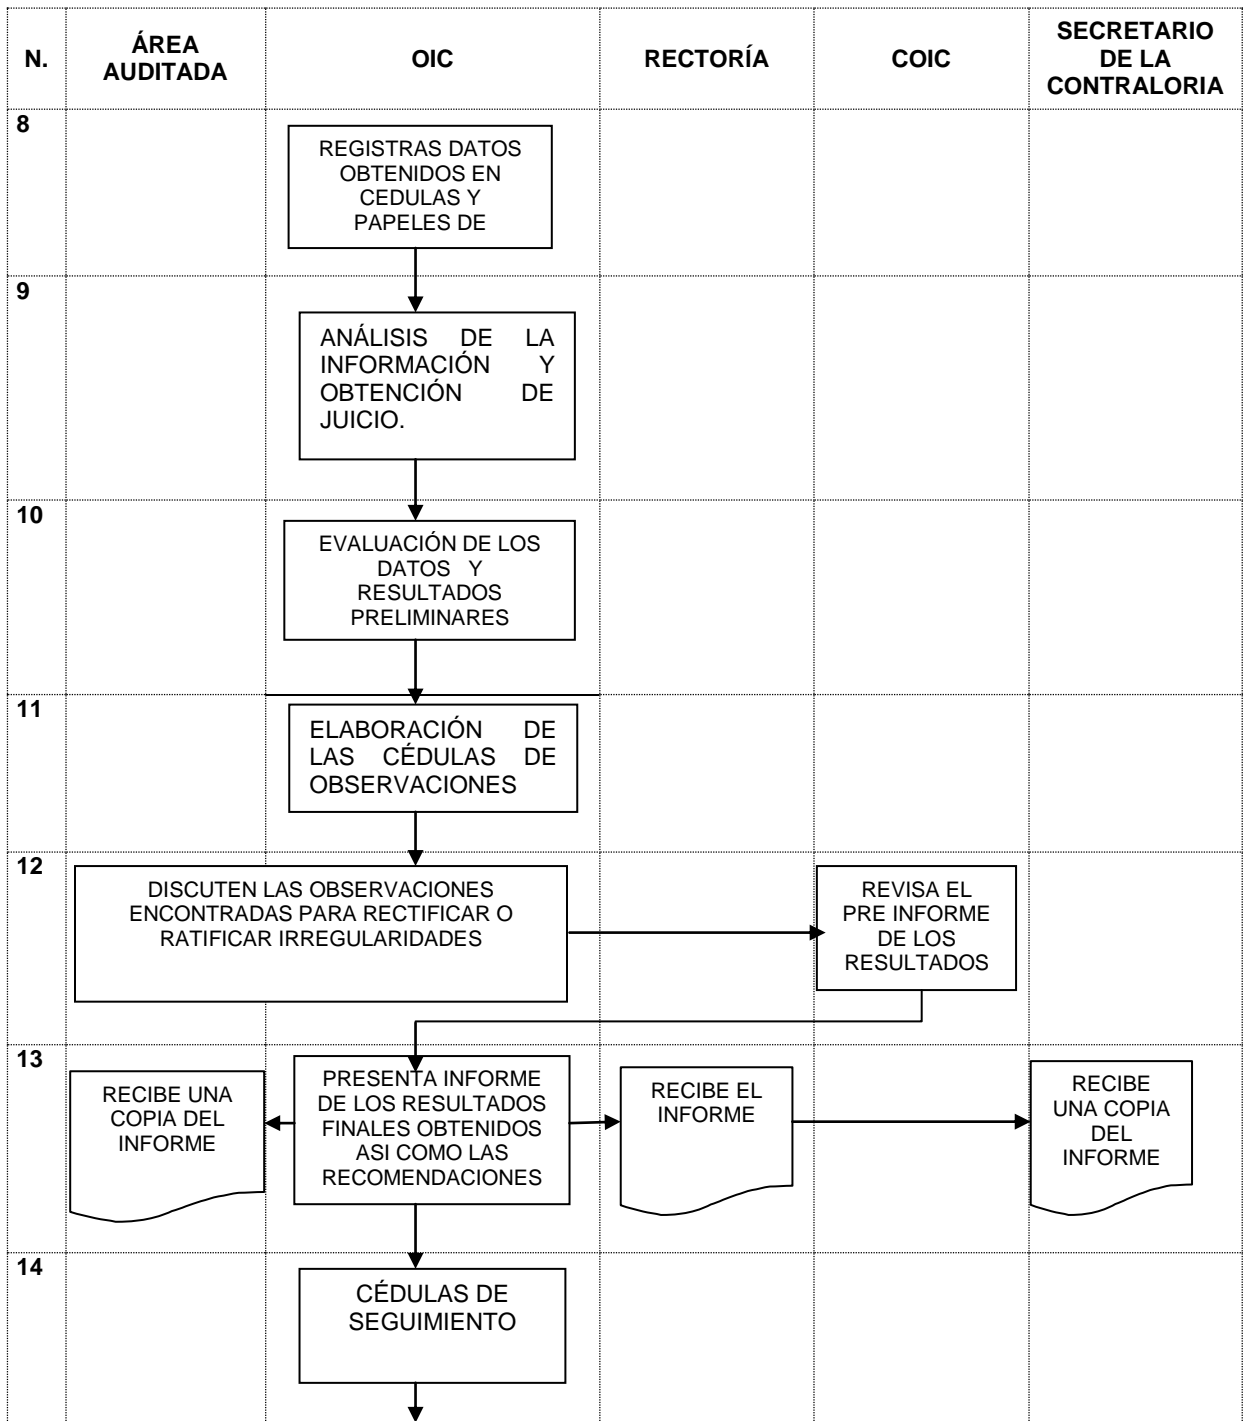 N.
ÁREA
AUDITADA
OIC
RECTORÍA
COIC
SECRETARIO
DE LA
CONTRALORIA
8
REGISTRAS DATOS
OBTENIDOS EN
CEDULAS Y
PAPELES DE
9
ANÁLISIS DE LA
INFORMACIÓN Y
OBTENCIÓN DE
JUICIO.
10
EVALUACIÓN DE LOS
DATOS Y
RESULTADOS
PRELIMINARES
11
ELABORACIÓN DE
LAS CÉDULAS DE
OBSERVACIONES
12
DISCUTEN LAS OBSERVACIONES
ENCONTRADAS PARA RECTIFICAR O
RATIFICAR IRREGULARIDADES
REVISA EL
PRE INFORME
DE LOS
RESULTADOS
13
RECIBE UNA
COPIA DEL
INFORME
PRESENTA INFORME
DE LOS RESULTADOS
FINALES OBTENIDOS
ASI COMO LAS
RECOMENDACIONES
RECIBE EL
INFORME
RECIBE
UNA COPIA
DEL
INFORME
14
CÉDULAS DE
SEGUIMIENTO